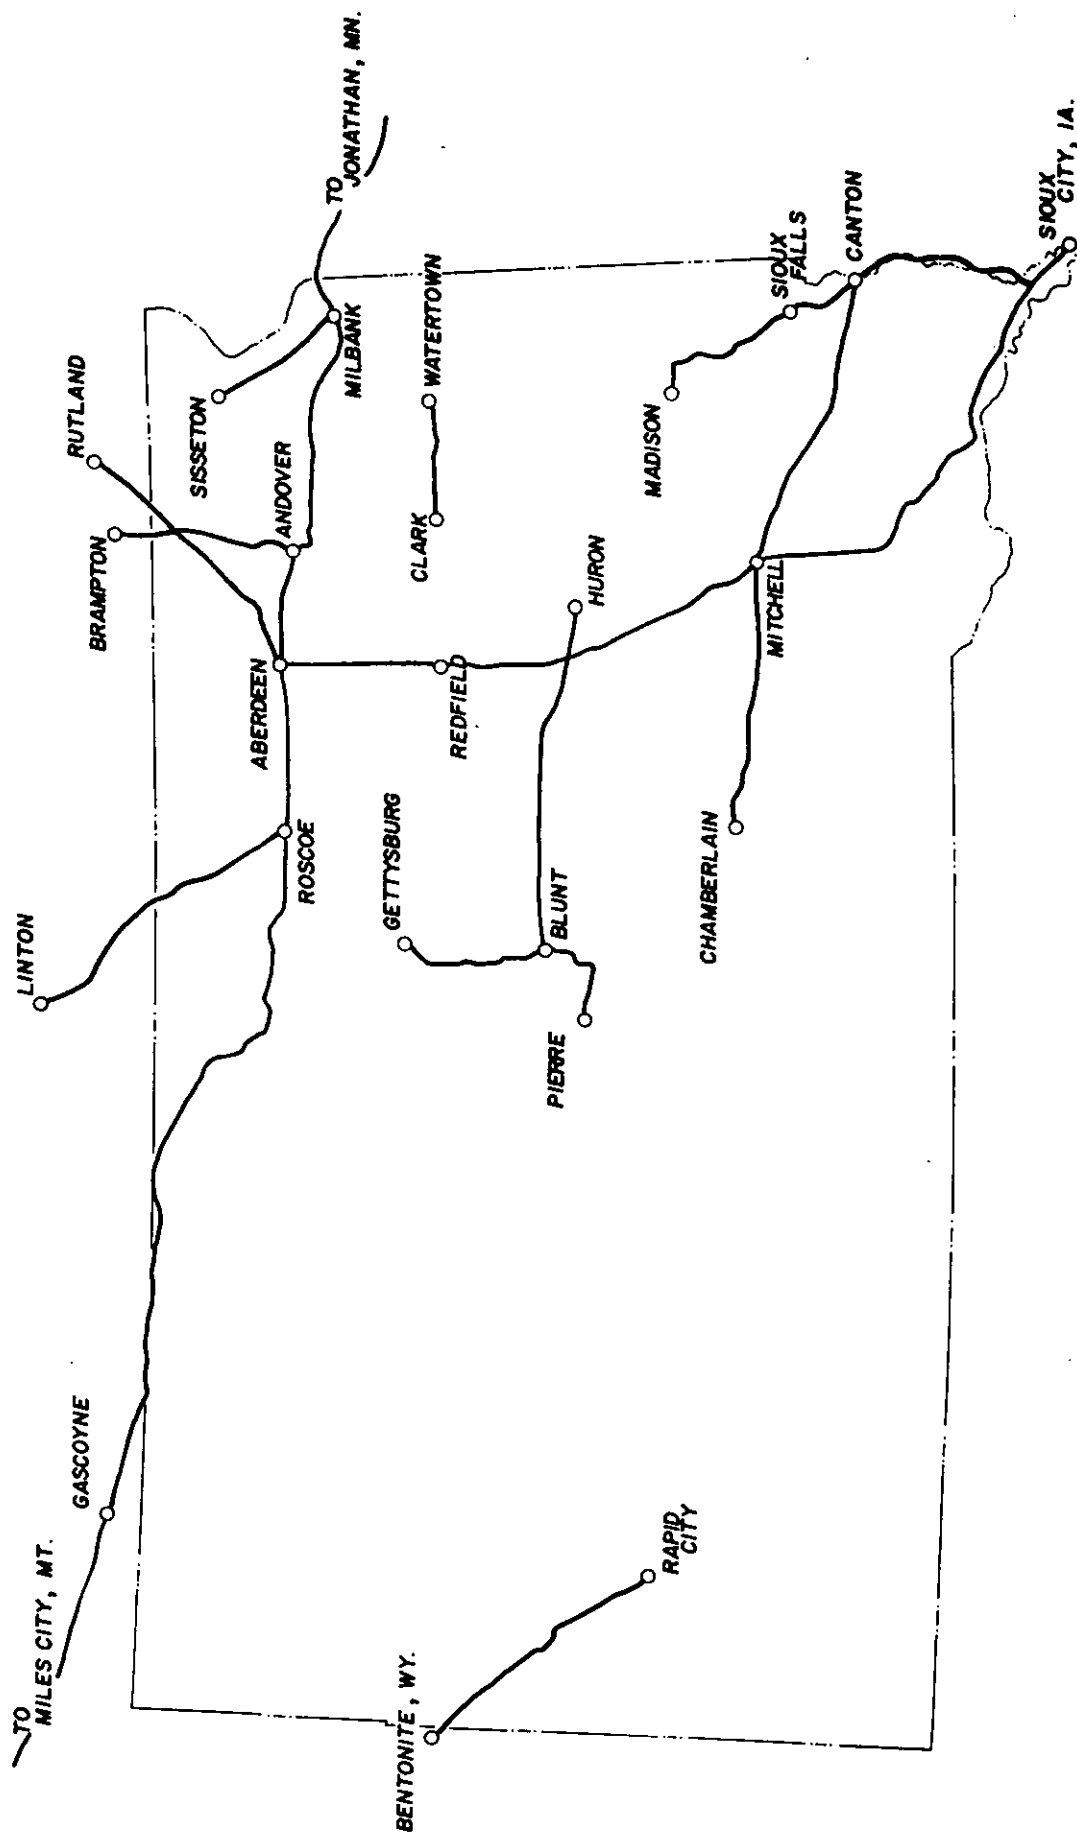 TO
MILES CITY, MT.
GASCOYNE
LINTON
BRAMPTON
RUTLAND
SISSETON
TO
JONATHAN, MN.
MILBANK
ANDOVER
ABERDEEN
ROSCOE
WATERTOWN
CLARK
REDFIELD
GETTYSBURG
HURON
BLUNT
PIERRE
BENTONITE, WY.
RAPID
CITY
MADISON
SIOUX
FALLS
CANTON
MITCHELL
CHAMBERLAIN
SIOUX
CITY, IA.